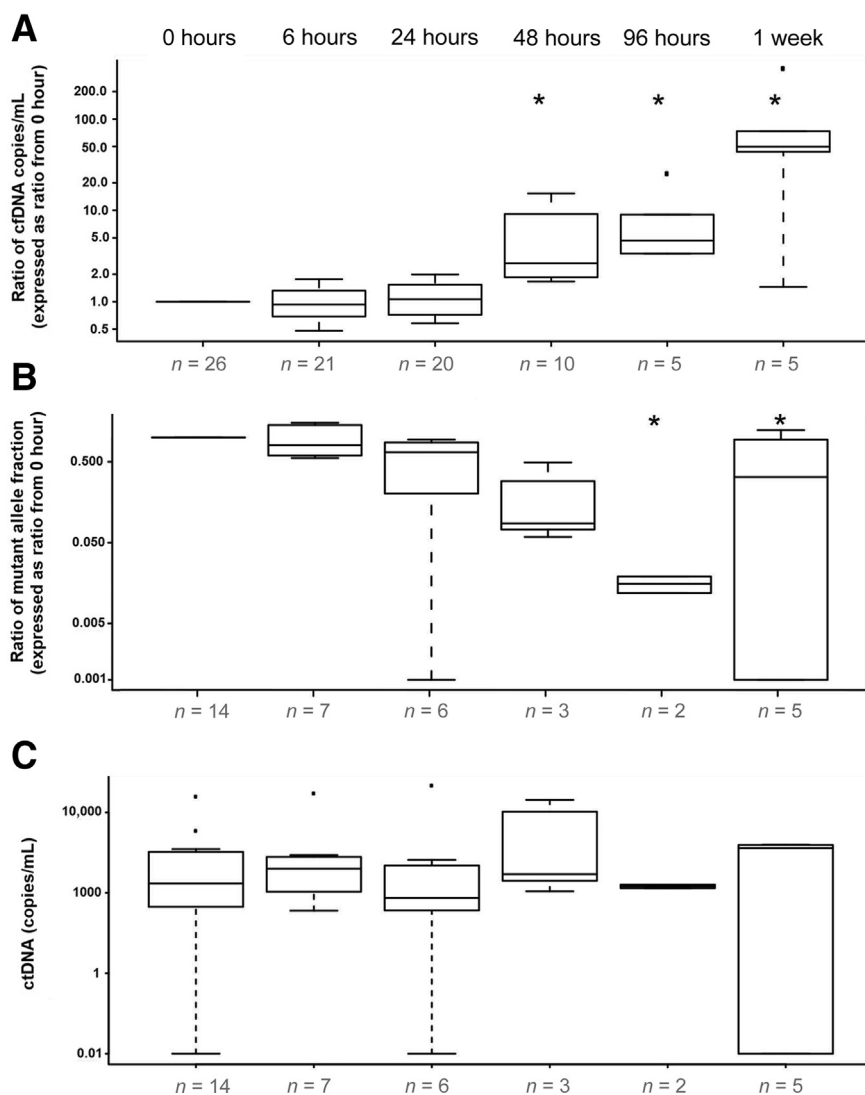 A
0 hours 6 hours 24 hours 48 hours 96 hours 1 week
Ratio of cfDNA copies/mL
(expressed as ratio from 0 hour)
200.0
100.0
50.0
20.0
10.0
5.0
2.0
1.0
0.5
* * *
n = 26 n = 21 n = 20 n = 10 n = 5 n = 5
B
Ratio of mutant allele fraction
(expressed as ratio from 0 hour)
0.500
0.050
0.005
0.001
* *
n = 14 n = 7 n = 6 n = 3 n = 2 n = 5
C
ctDNA (copies/mL)
10,000
1000
1
0.01
n = 14 n = 7 n = 6 n = 3 n = 2 n = 5